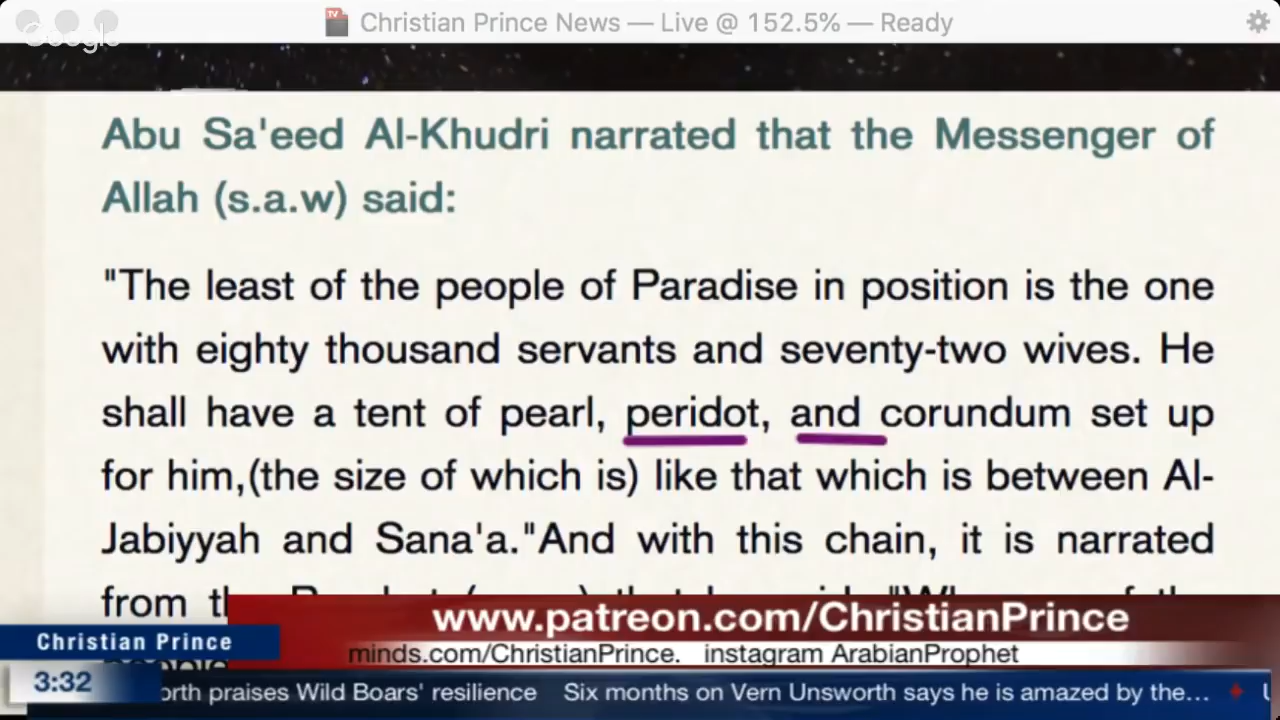 Christian Prince News — Live @ 152.5% — Ready
Google
Abu Sa'eed Al-Khudri narrated that the Messenger of
Allah (s.a.w) said:
"The least of the people of Paradise in position is the one
with eighty thousand servants and seventy-two wives. He
shall have a tent of pearl, peridot, and corundum set up
for him,(the size of which is) like that which is between Al-
Jabiyyah and Sana'a."And with this chain, it is narrated
from
www.patreon.com/ChristianPrince
Christian Prince
minds.com/ChristianPrince. instagram ArabianProphet
3:32
orth praises Wild Boars' resilience Six months on Vern Unsworth says he is amazed by the...